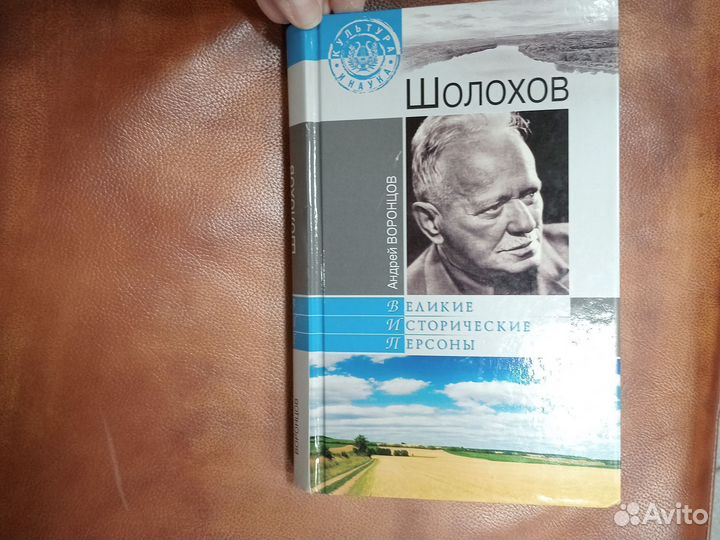 КУЛЬТУРА
И НАУКА
ШОЛОХОВ
Андрей ВОРОНЦОВ
ВЕЛИКИЕ
ИСТОРИЧЕСКИЕ
ПЕРСОНЫ
ШОЛОХОВ
ВОРОНЦОВ
Avito